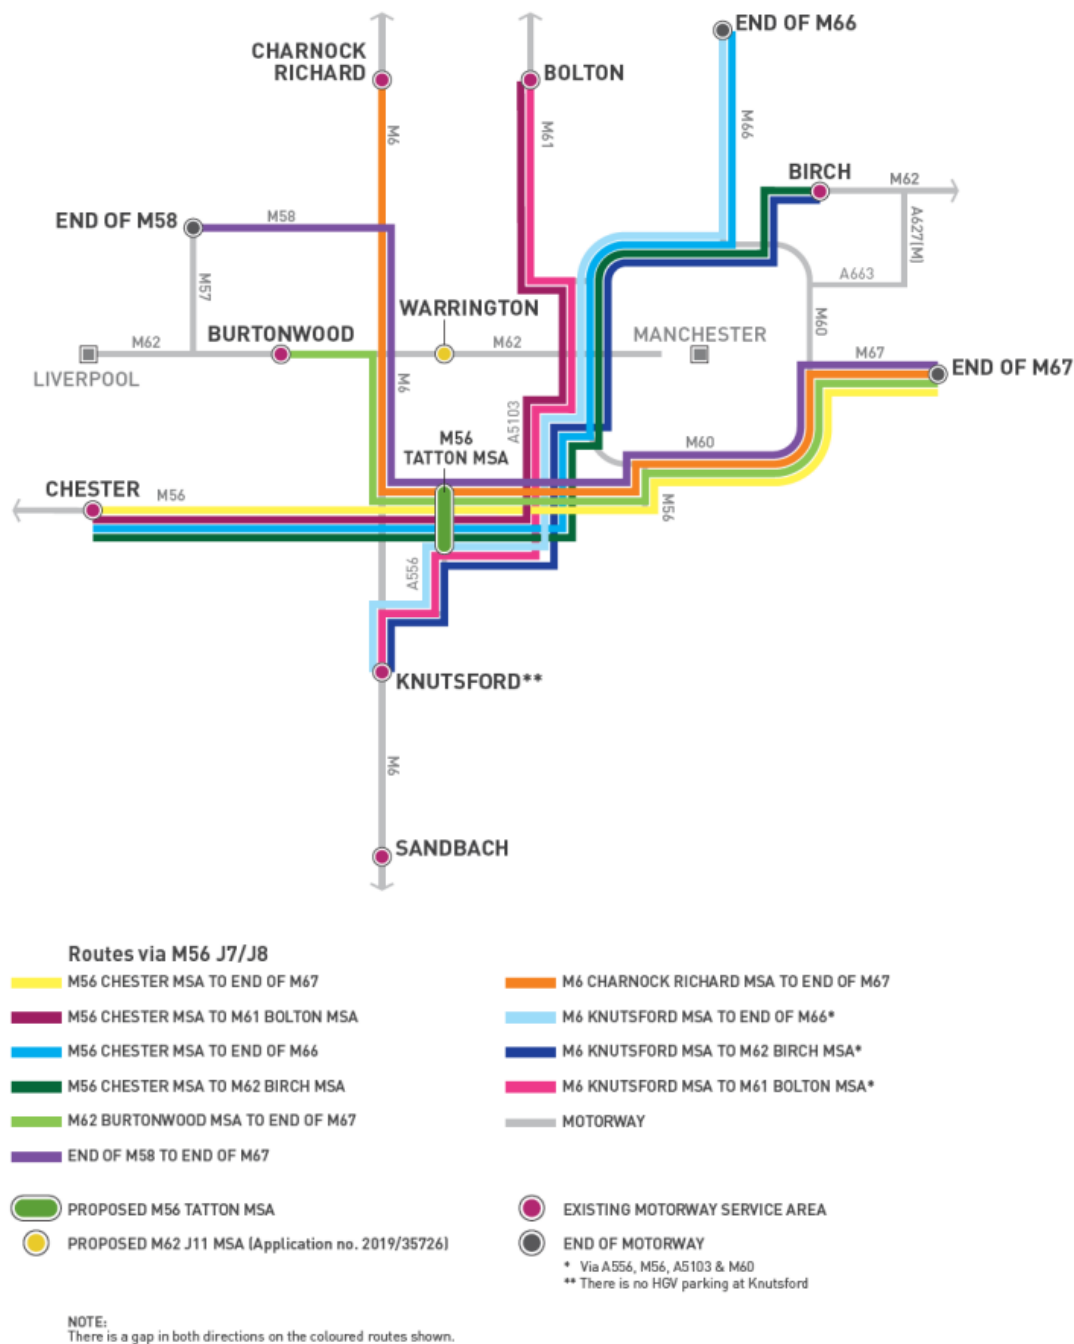 END OF M66
CHARNOCK
RICHARD
BOLTON
M6
M61
M66
BIRCH
M62
END OF M58
M58
A627(M)
M57
A663
WARRINGTON
M60
BURTONWOOD
MANCHESTER
M62
M62
LIVERPOOL
M67
END OF M67
M6
A5103
M56
TATTON MSA
M60
CHESTER
M56
M56
A556
KNUTSFORD**
M6
SANDBACH
Routes via M56 J7/J8
M56 CHESTER MSA TO END OF M67
M56 CHESTER MSA TO M61 BOLTON MSA
M56 CHESTER MSA TO END OF M66
M56 CHESTER MSA TO M62 BIRCH MSA
M62 BURTONWOOD MSA TO END OF M67
END OF M58 TO END OF M67
M6 CHARNOCK RICHARD MSA TO END OF M67
M6 KNUTSFORD MSA TO END OF M66*
M6 KNUTSFORD MSA TO M62 BIRCH MSA*
M6 KNUTSFORD MSA TO M61 BOLTON MSA*
MOTORWAY
PROPOSED M56 TATTON MSA
PROPOSED M62 J11 MSA (Application no. 2019/35726)
EXISTING MOTORWAY SERVICE AREA
END OF MOTORWAY
* Via A556, M56, A5103 & M60
** There is no HGV parking at Knutsford
NOTE:
There is a gap in both directions on the coloured routes shown.